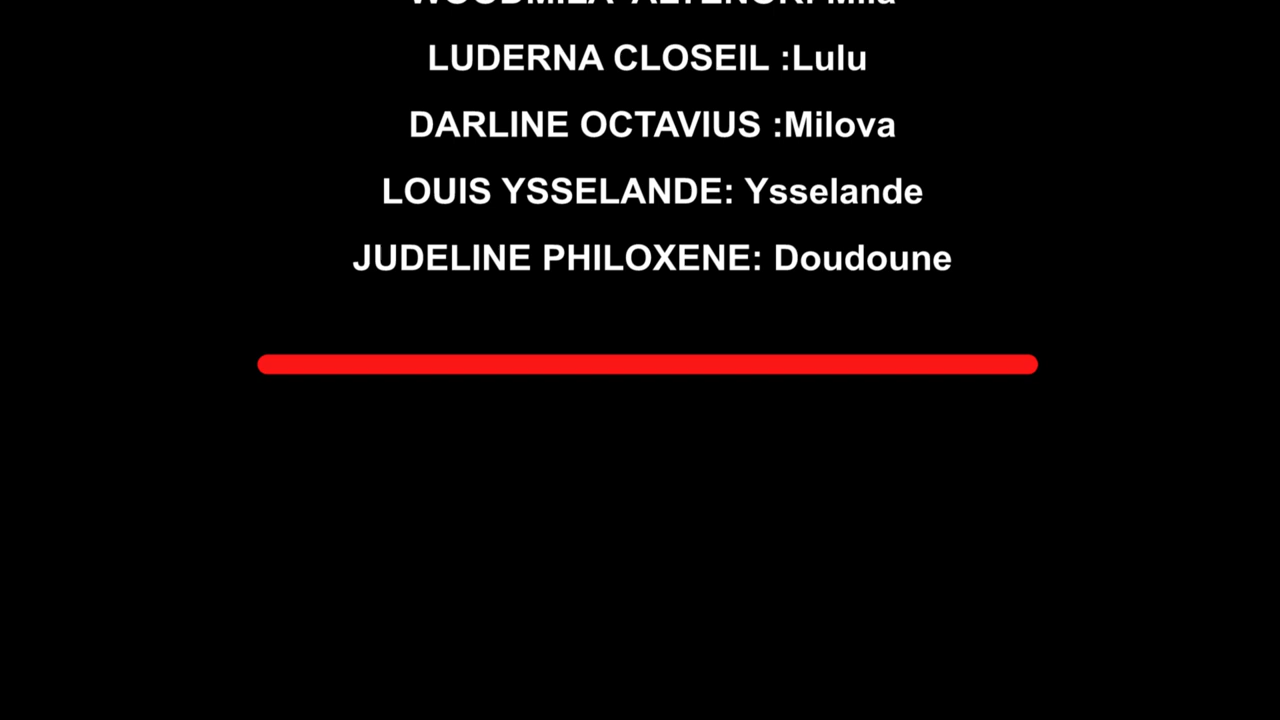 LUDERNA CLOSEIL :Lulu
DARLINE OCTAVIUS :Milova
LOUIS YSSELANDE: Ysselande
JUDELINE PHILOXENE: Doudoune